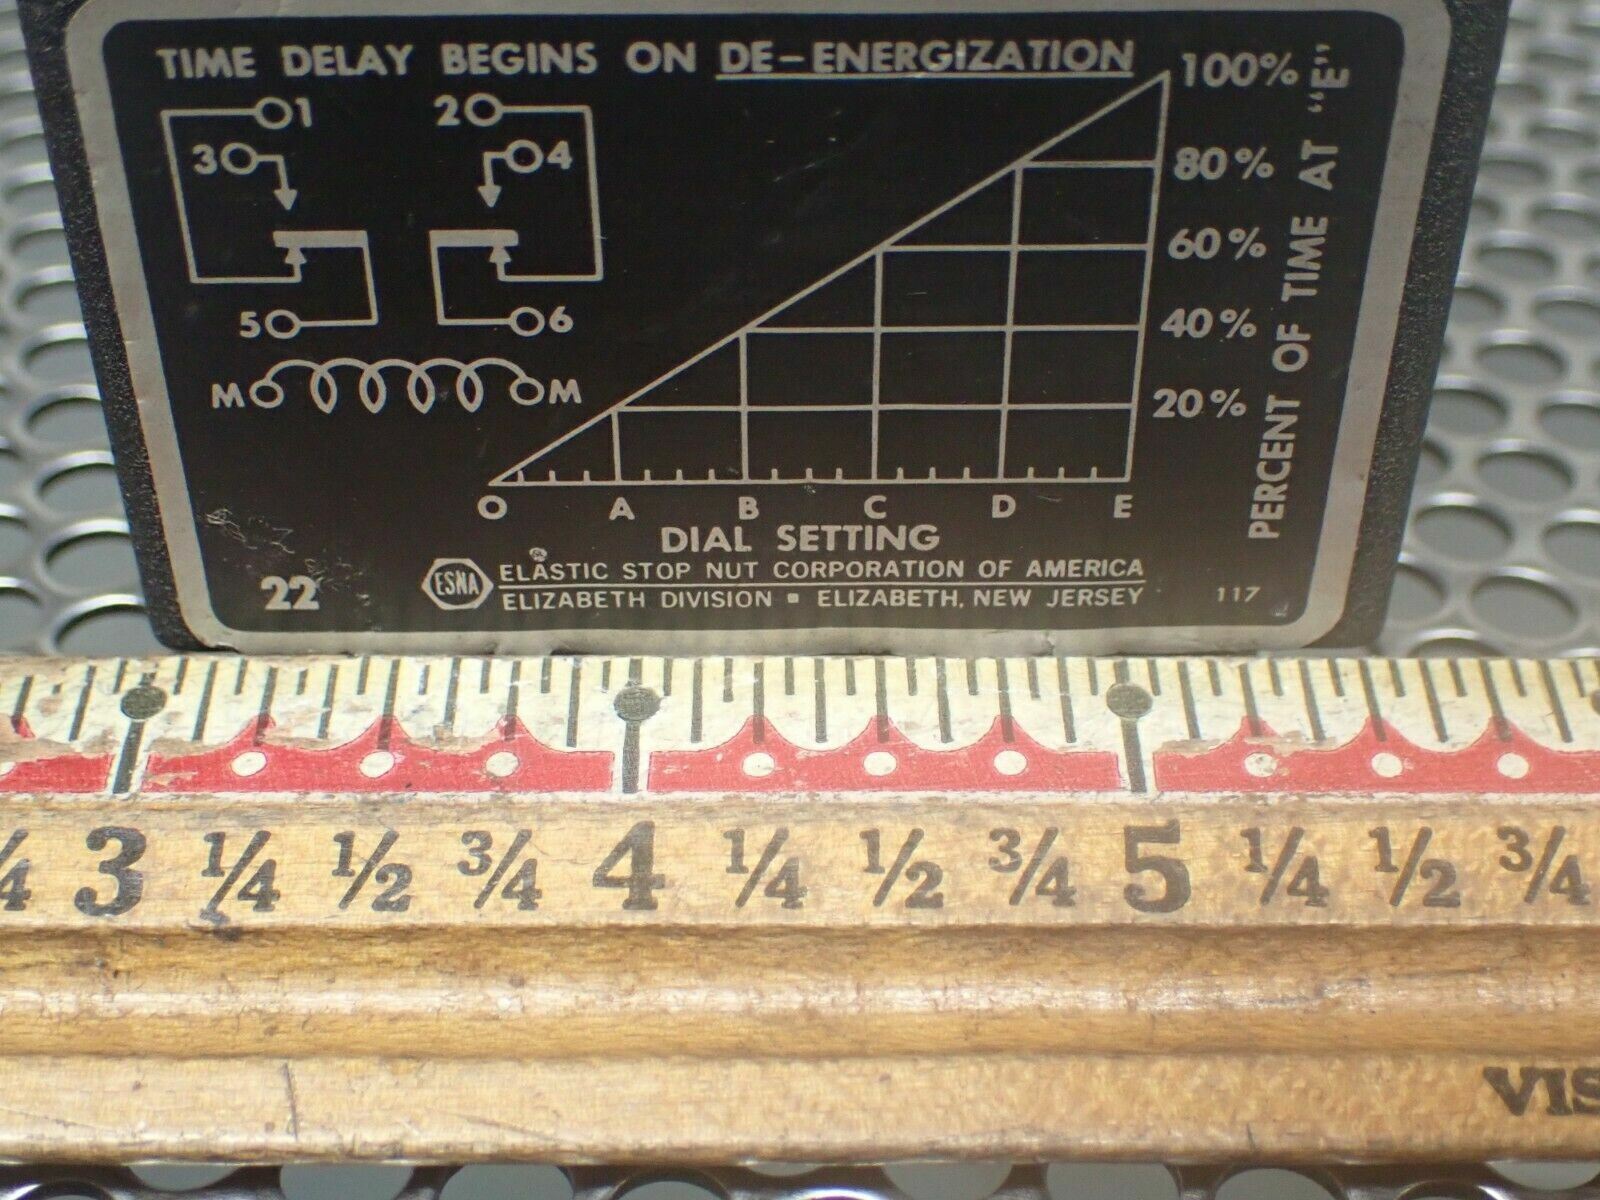 TIME DELAY BEGINS ON DE-ENERGIZATION
1 2
3 4
5 6
M M
100%
80%
60%
40%
20%
PERCENT OF TIME AT "E"
O A B C D E
DIAL SETTING
22
ESNA
ELASTIC STOP NUT CORPORATION OF AMERICA
ELIZABETH DIVISION ▪ ELIZABETH, NEW JERSEY
117
/4 3 1/4 1/2 3/4 4 1/4 1/2 3/4 5 1/4 1/2 3/4
VIS